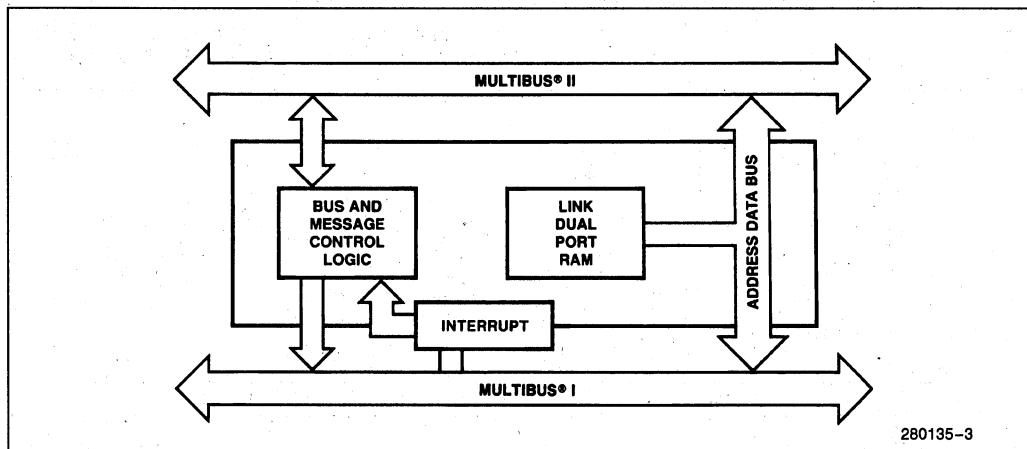 MULTIBUS® II
BUS AND
MESSAGE
CONTROL
LOGIC
LINK
DUAL
PORT
RAM
ADDRESS DATA BUS
INTERRUPT
MULTIBUS® I
280135-3